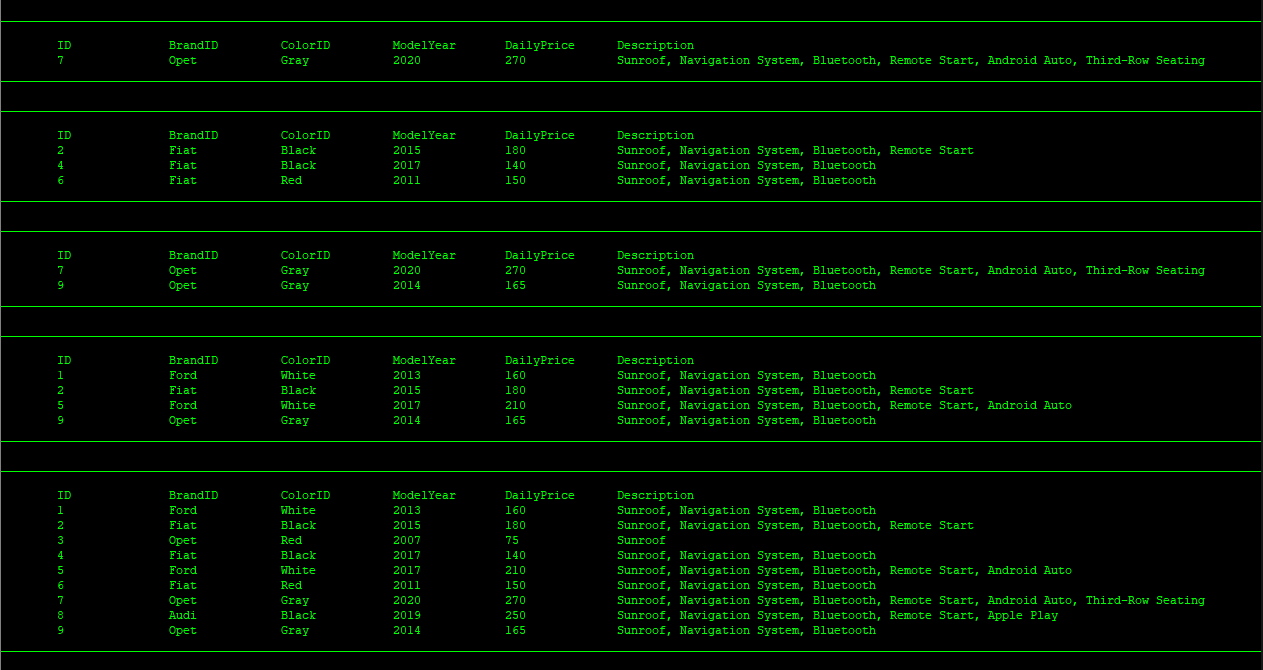 ID BrandID ColorID ModelYear DailyPrice Description
7 Opet Gray 2020 270 Sunroof, Navigation System, Bluetooth, Remote Start, Android Auto, Third-Row Seating
ID BrandID ColorID ModelYear DailyPrice Description
2 Fiat Black 2015 180 Sunroof, Navigation System, Bluetooth, Remote Start
4 Fiat Black 2017 140 Sunroof, Navigation System, Bluetooth
6 Fiat Red 2011 150 Sunroof, Navigation System, Bluetooth
ID BrandID ColorID ModelYear DailyPrice Description
7 Opet Gray 2020 270 Sunroof, Navigation System, Bluetooth, Remote Start, Android Auto, Third-Row Seating
9 Opet Gray 2014 165 Sunroof, Navigation System, Bluetooth
ID BrandID ColorID ModelYear DailyPrice Description
1 Ford White 2013 160 Sunroof, Navigation System, Bluetooth
2 Fiat Black 2015 180 Sunroof, Navigation System, Bluetooth, Remote Start
5 Ford White 2017 210 Sunroof, Navigation System, Bluetooth, Remote Start, Android Auto
9 Opet Gray 2014 165 Sunroof, Navigation System, Bluetooth
ID BrandID ColorID ModelYear DailyPrice Description
1 Ford White 2013 160 Sunroof, Navigation System, Bluetooth
2 Fiat Black 2015 180 Sunroof, Navigation System, Bluetooth, Remote Start
3 Opet Red 2007 75 Sunroof
4 Fiat Black 2017 140 Sunroof, Navigation System, Bluetooth
5 Ford White 2017 210 Sunroof, Navigation System, Bluetooth, Remote Start, Android Auto
6 Fiat Red 2011 150 Sunroof, Navigation System, Bluetooth
7 Opet Gray 2020 270 Sunroof, Navigation System, Bluetooth, Remote Start, Android Auto, Third-Row Seating
8 Audi Black 2019 250 Sunroof, Navigation System, Bluetooth, Remote Start, Apple Play
9 Opet Gray 2014 165 Sunroof, Navigation System, Bluetooth